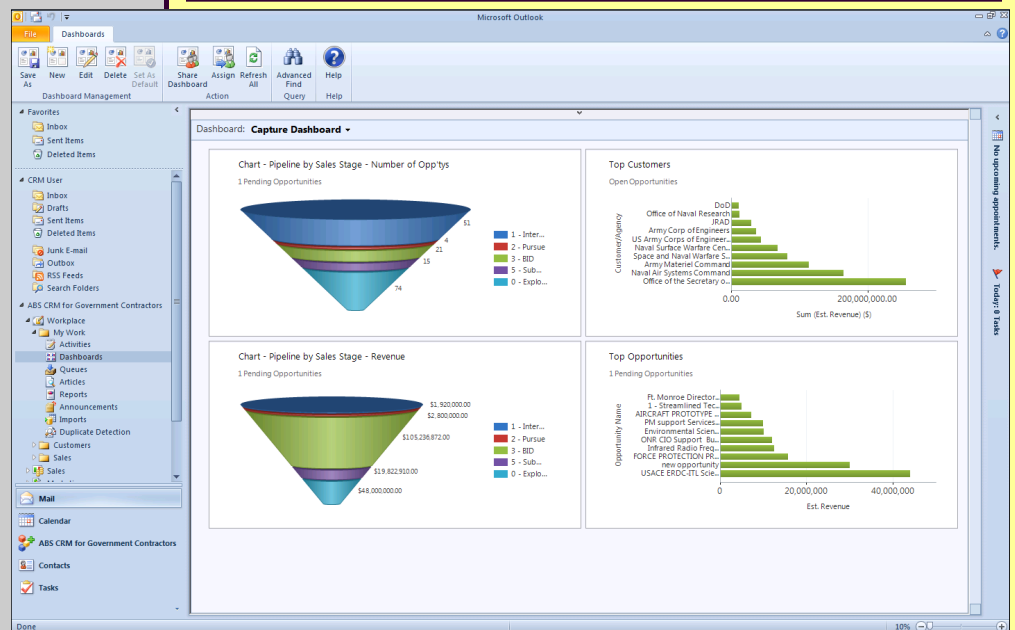 Microsoft Outlook
File Dashboards
Save As New Edit Delete Set As Default Share Dashboard Assign Refresh All Advanced Find Help
Dashboard Management Action Query Help
Favorites
Inbox
Sent Items
Deleted Items
CRM User
Inbox
Drafts
Sent Items
Deleted Items
Junk E-mail
Outbox
RSS Feeds
Search Folders
ABS CRM for Government Contractors
Workplace
My Work
Activities
Dashboards
Queues
Articles
Reports
Announcements
Imports
Duplicate Detection
Customers
Sales
Sales
Mail
Calendar
ABS CRM for Government Contractors
Contacts
Tasks
Done
Dashboard: Capture Dashboard
Chart - Pipeline by Sales Stage - Number of Opp'tys
1 Pending Opportunities
51
4
21
15
74
1 - Inter...
2 - Pursue
3 - BID
5 - Sub...
0 - Explo...
Top Customers
Open Opportunities
Customer/Agency
DoD
Office of Naval Research
JRAD
Army Corp of Engineers
US Army Corps of Engineer...
Naval Surface Warfare Cen...
Space and Naval Warfare S...
Army Materiel Command
Naval Air Systems Command
Office of the Secretary o...
0.00 200,000,000.00
Sum (Est. Revenue) ($)
Chart - Pipeline by Sales Stage - Revenue
1 Pending Opportunities
$1,920,000.00
$2,800,000.00
$105,236,872.00
$19,822,910.00
$48,000,000.00
1 - Inter...
2 - Pursue
3 - BID
5 - Sub...
0 - Explo...
Top Opportunities
1 Pending Opportunities
Opportunity Name
Ft. Monroe Director...
1 - Streamlined Tec...
AIRCRAFT PROTOTYPE ...
PM support Services...
Environmental Scien...
ONR CIO Support Bu...
Infrared Radio Freq...
FORCE PROTECTION PR...
new opportunity
USACE ERDC-ITL Scie...
0 20,000,000 40,000,000
Est. Revenue
No upcoming appointments.
Today: 0 Tasks
10%